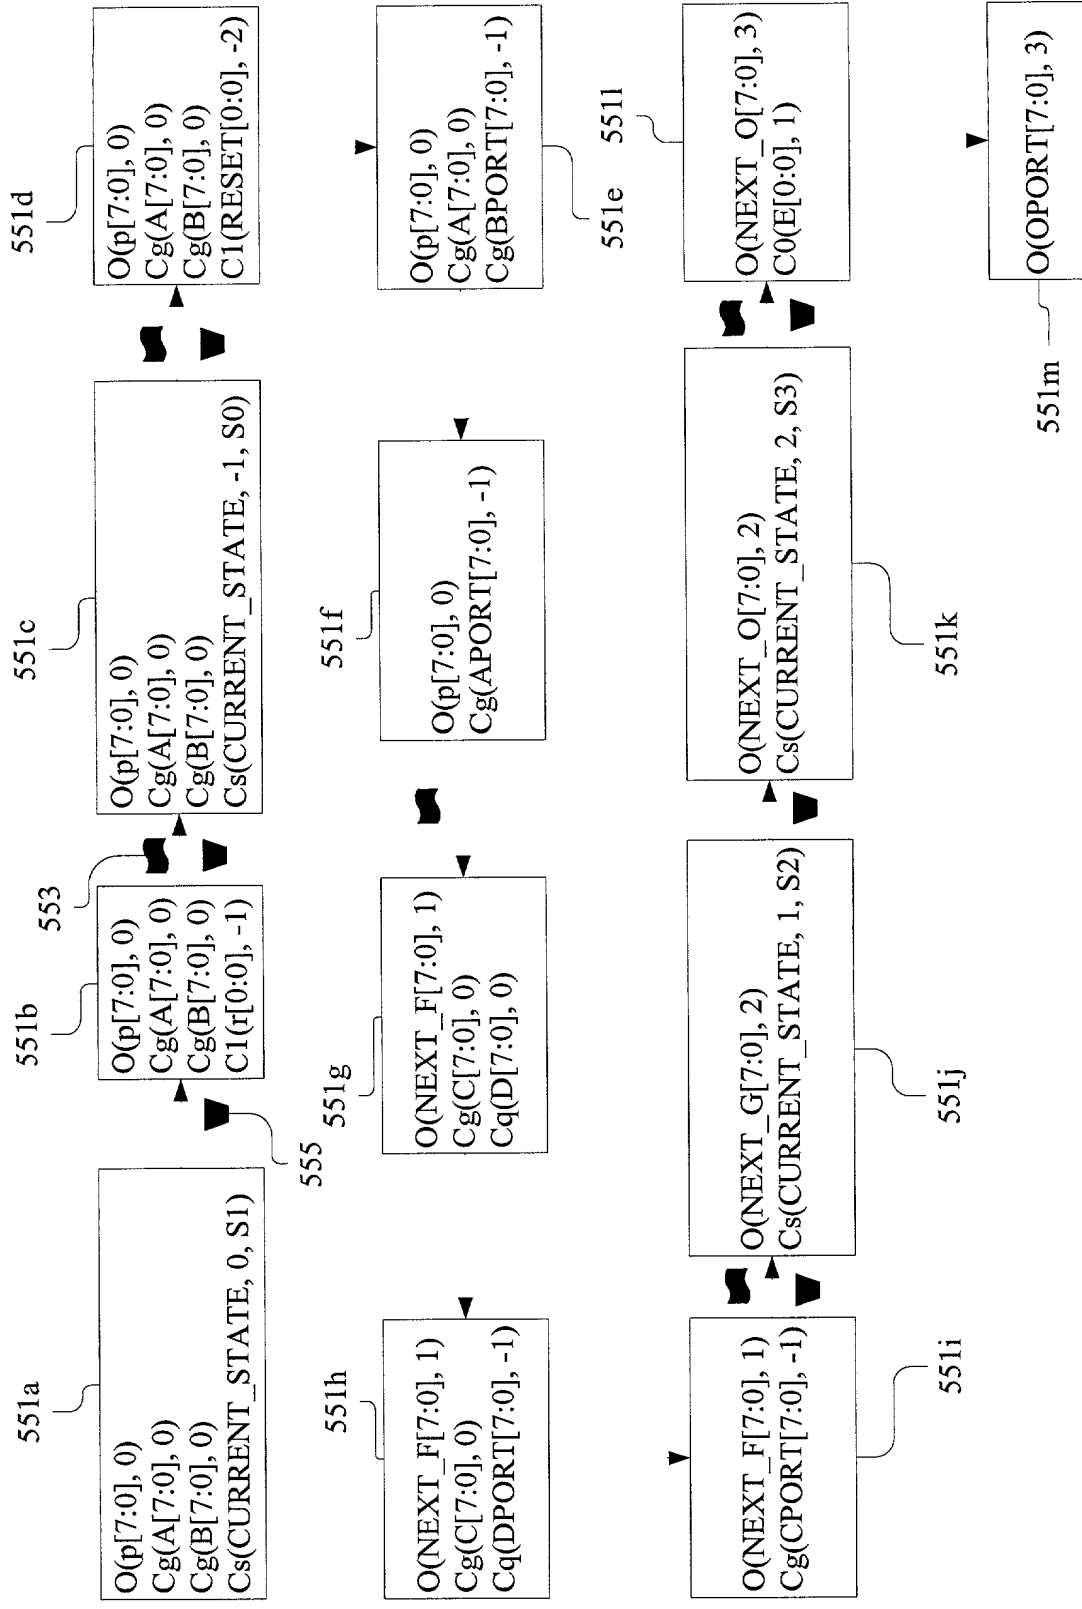 551a
O(p[7:0], 0)
Cg(A[7:0], 0)
Cg(B[7:0], 0)
Cs(CURRENT_STATE, 0, S1)
555
551b
O(p[7:0], 0)
Cg(A[7:0], 0)
Cg(B[7:0], 0)
C1(r[0:0], -1)
553
551c
O(p[7:0], 0)
Cg(A[7:0], 0)
Cg(B[7:0], 0)
Cs(CURRENT_STATE, -1, S0)
551d
O(p[7:0], 0)
Cg(A[7:0], 0)
Cg(B[7:0], 0)
C1(RESET[0:0], -2)
551h
O(NEXT_F[7:0], 1)
Cg(C[7:0], 0)
Cq(DPORT[7:0], -1)
551g
O(NEXT_F[7:0], 1)
Cg(C[7:0], 0)
Cq(D[7:0], 0)
551f
O(p[7:0], 0)
Cg(APORT[7:0], -1)
O(p[7:0], 0)
Cg(A[7:0], 0)
Cg(BPORT[7:0], -1)
551e
O(NEXT_F[7:0], 1)
Cg(CPORT[7:0], -1)
551i
O(NEXT_G[7:0], 2)
Cs(CURRENT_STATE, 1, S2)
551j
O(NEXT_O[7:0], 2)
Cs(CURRENT_STATE, 2, S3)
551k
551l
O(NEXT_O[7:0], 3)
C0(E[0:0], 1)
O(OPORT[7:0], 3)
551m